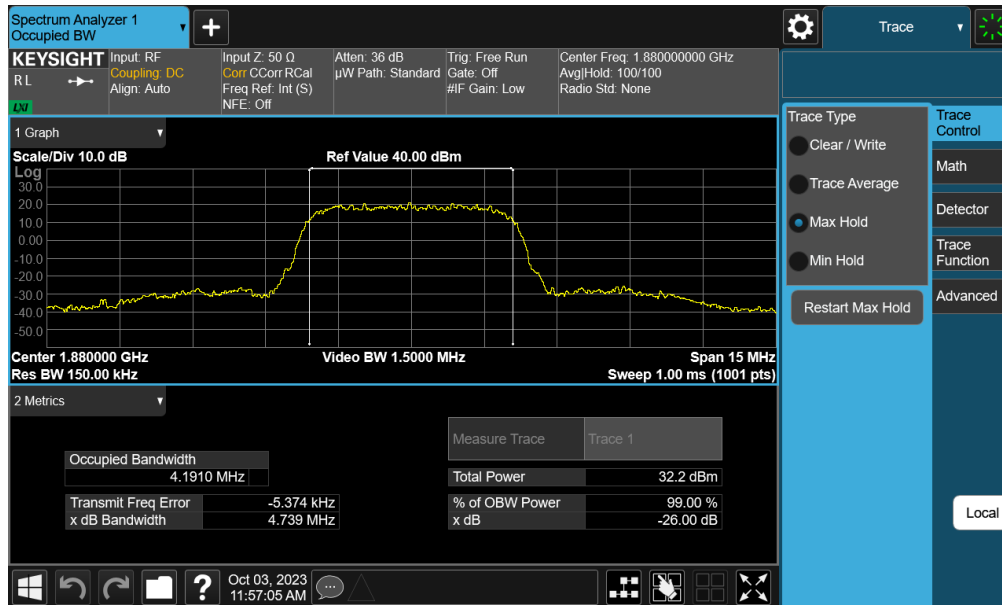 Spectrum Analyzer 1
Occupied BW
+
Trace
KEYSIGHT
R L
LXI
Input: RF
Coupling: DC
Align: Auto
Input Z: 50 Ω
Corr CCorr RCal
Freq Ref: Int (S)
NFE: Off
Atten: 36 dB
µW Path: Standard
Trig: Free Run
Gate: Off
#IF Gain: Low
Center Freq: 1.880000000 GHz
Avg|Hold: 100/100
Radio Std: None
1 Graph
Scale/Div 10.0 dB
Ref Value 40.00 dBm
Log
30.0
20.0
10.0
0.00
-10.0
-20.0
-30.0
-40.0
-50.0
Center 1.880000 GHz
Video BW 1.5000 MHz
Span 15 MHz
Res BW 150.00 kHz
Sweep 1.00 ms (1001 pts)
2 Metrics
Measure Trace
Trace 1
Occupied Bandwidth
4.1910 MHz
Total Power
32.2 dBm
Transmit Freq Error
-5.374 kHz
% of OBW Power
99.00 %
x dB Bandwidth
4.739 MHz
x dB
-26.00 dB
Trace Type
Clear / Write
Trace Average
Max Hold
Min Hold
Restart Max Hold
Trace
Control
Math
Detector
Trace
Function
Advanced
Local
?
Oct 03, 2023
11:57:05 AM